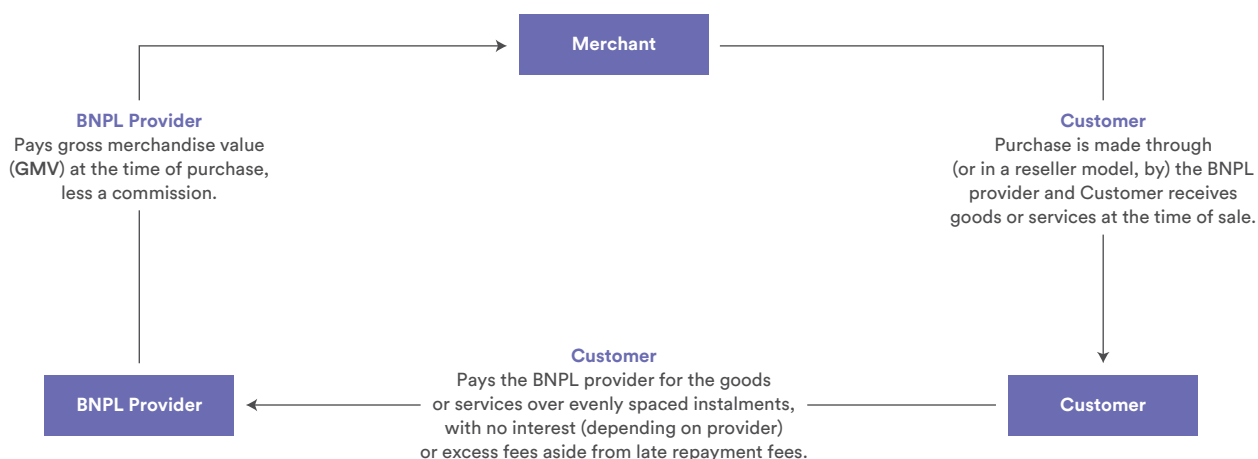 Merchant
BNPL Provider
Pays gross merchandise value
(GMV) at the time of purchase,
less a commission.
Customer
Purchase is made through
(or in a reseller model, by) the BNPL
provider and Customer receives
goods or services at the time of sale.
Customer
Pays the BNPL provider for the goods
or services over evenly spaced instalments,
with no interest (depending on provider)
or excess fees aside from late repayment fees.
BNPL Provider
Customer